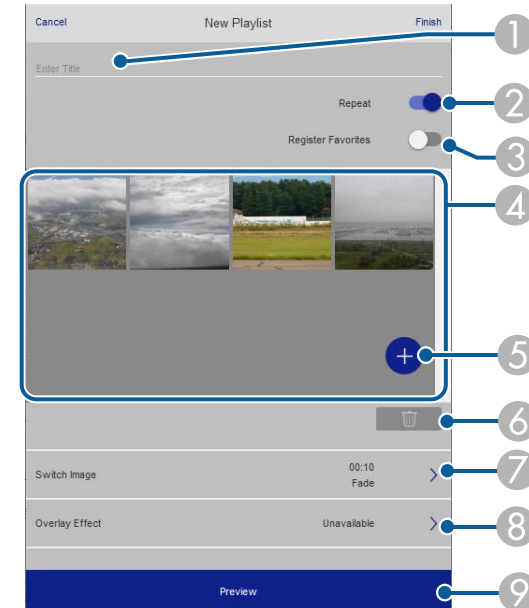 Cancel New Playlist Finish
1
Enter Title
Repeat
2
Register Favorites
3
4
5
6
Switch Image 00:10
Fade
7
Overlay Effect Unavailable
8
Preview
9